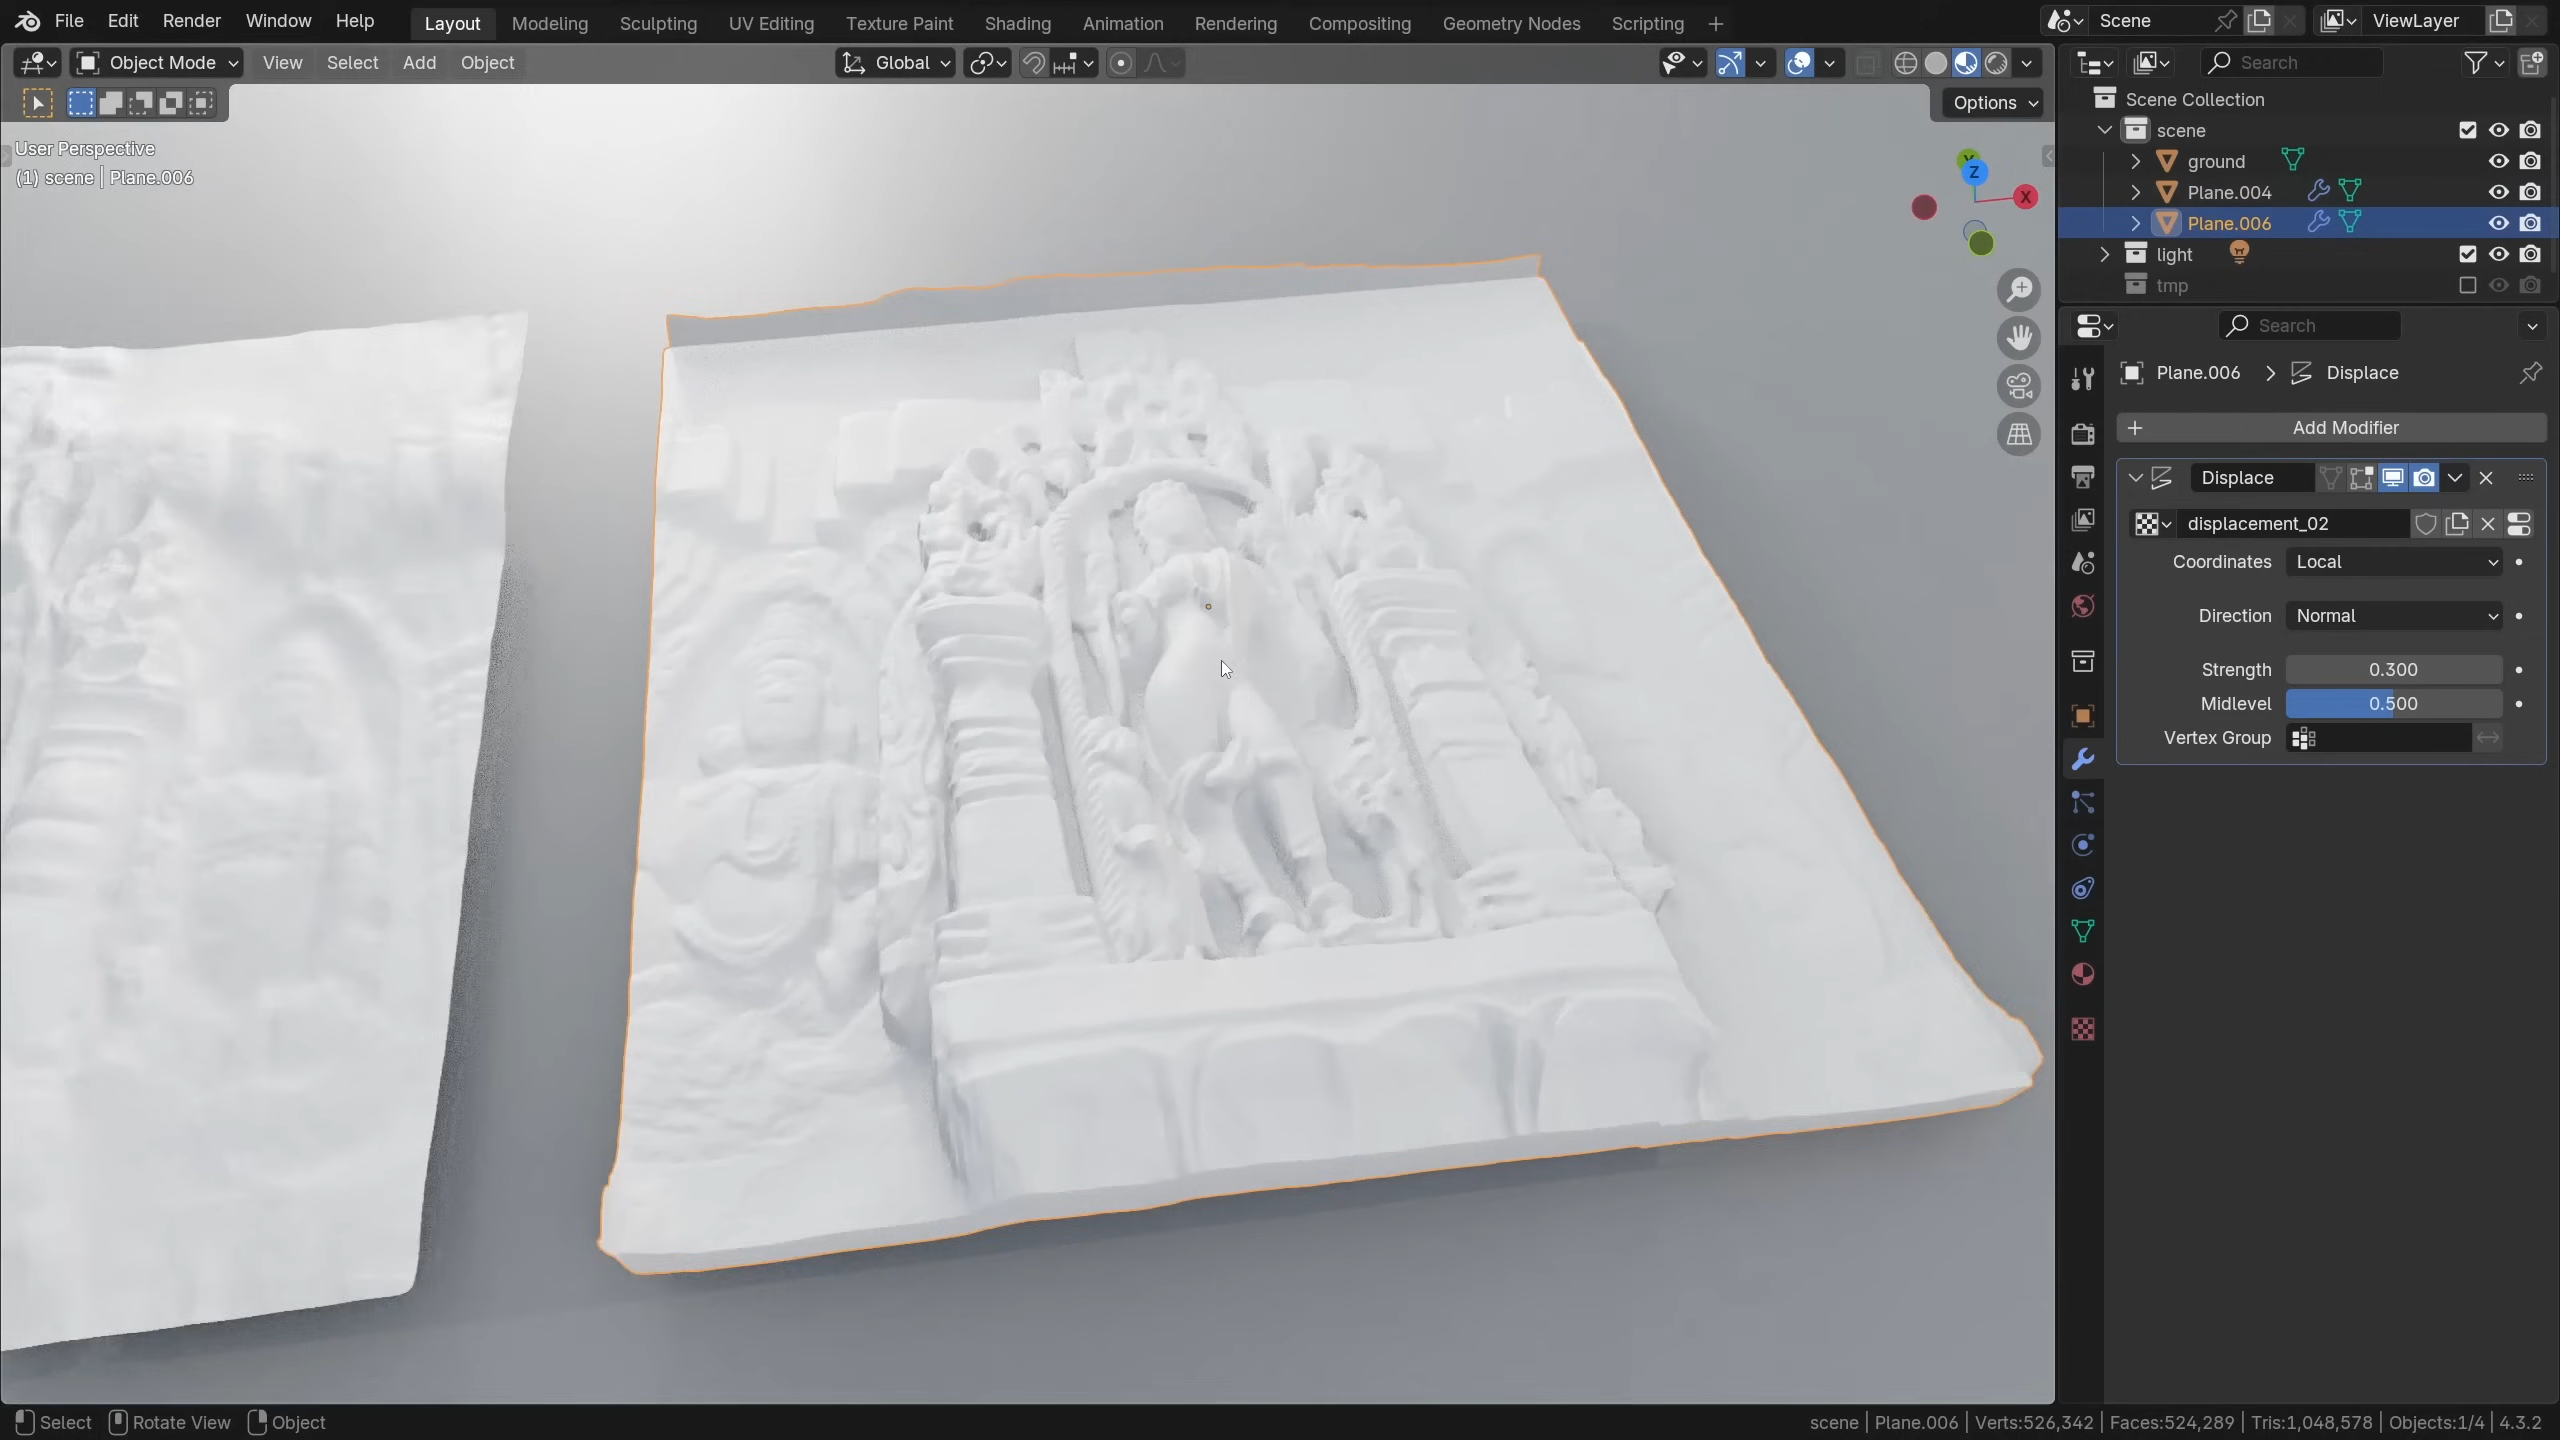 File Edit Render Window Help Layout Modeling Sculpting UV Editing Texture Paint Shading Animation Rendering Compositing Geometry Nodes Scripting + Scene ViewLayer
Object Mode View Select Add Object Global Search
Options
User Perspective
(1) scene | Plane.006
Y
Z
X
Scene Collection
scene
ground
Plane.004
Plane.006
light
tmp
Search
Plane.006 > Displace
+ Add Modifier
Displace
displacement_02
Coordinates Local
Direction Normal
Strength 0.300
Midlevel 0.500
Vertex Group
Select Rotate View Object scene | Plane.006 | Verts:526,342 | Faces:524,289 | Tris:1,048,578 | Objects:1/4 | 4.3.2